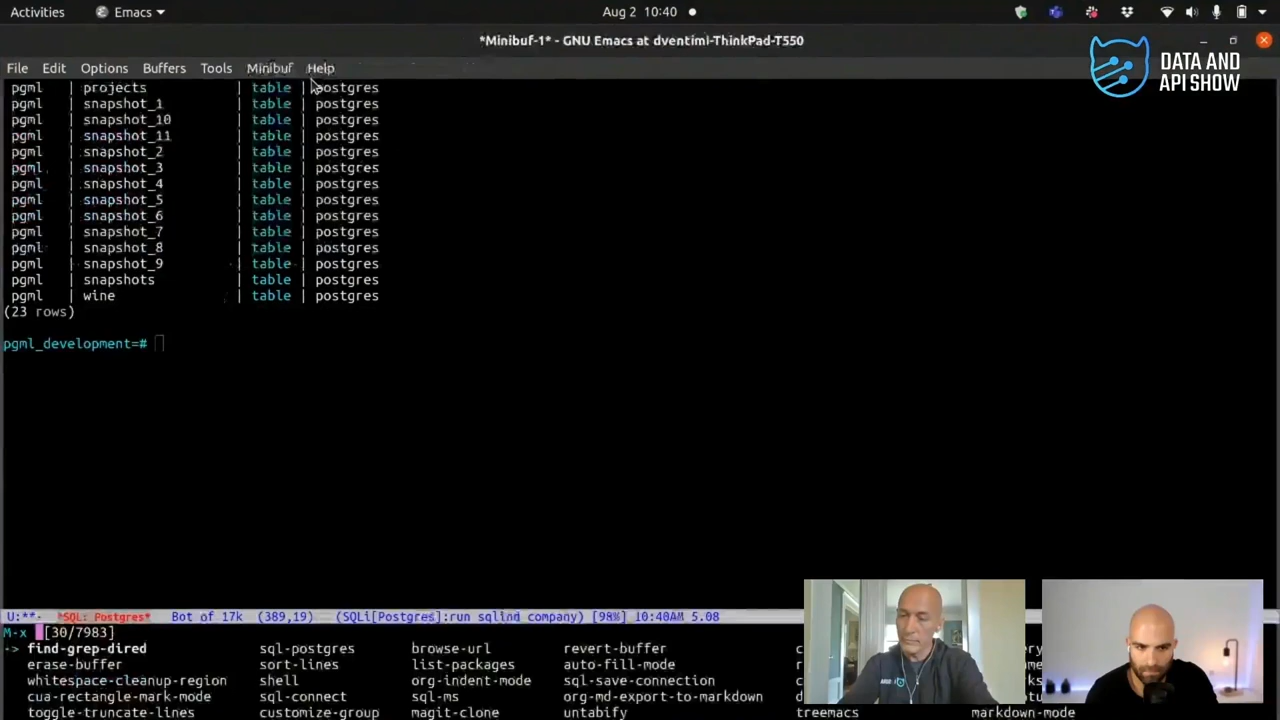 Activities Emacs Aug 2 10:40
*Minibuf-1* - GNU Emacs at dventimi-ThinkPad-T550
DATA AND
API SHOW
File Edit Options Buffers Tools Minibuf Help
pgml | projects | table | postgres
pgml | snapshot_1 | table | postgres
pgml | snapshot_10 | table | postgres
pgml | snapshot_11 | table | postgres
pgml | snapshot_2 | table | postgres
pgml | snapshot_3 | table | postgres
pgml | snapshot_4 | table | postgres
pgml | snapshot_5 | table | postgres
pgml | snapshot_6 | table | postgres
pgml | snapshot_7 | table | postgres
pgml | snapshot_8 | table | postgres
pgml | snapshot_9 | table | postgres
pgml | snapshots | table | postgres
pgml | wine | table | postgres
(23 rows)
pgml_development=#
U:**- *SQL: Postgres* Bot of 17k (389,19) (SQLi[Postgres]:run sqlind company) [98%] 10:40AM 5.08
M-x [30/7983]
-> find-grep-dired sql-postgres browse-url revert-buffer
erase-buffer sort-lines list-packages auto-fill-mode
whitespace-cleanup-region shell org-indent-mode sql-save-connection
cua-rectangle-mark-mode sql-connect sql-ms org-md-export-to-markdown
toggle-truncate-lines customize-group magit-clone untabify treemacs markdown-mode